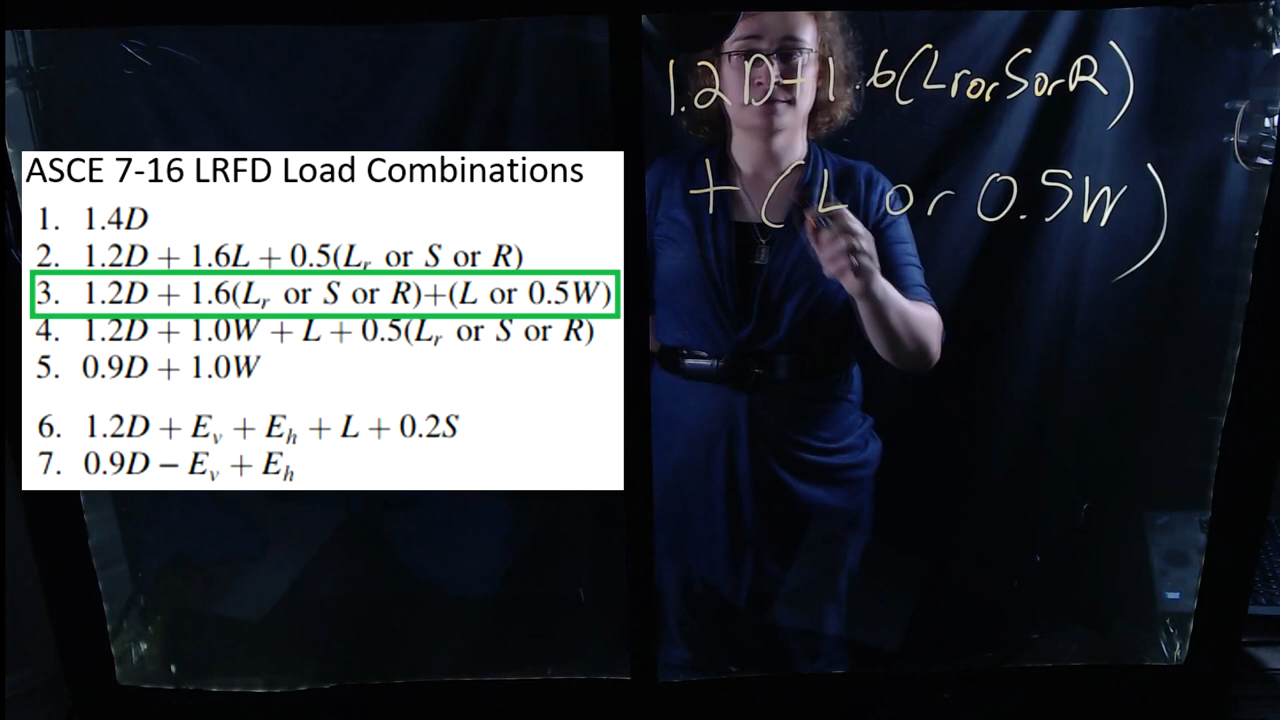 ASCE 7-16 LRFD Load Combinations
1. 1.4D
2. 1.2D + 1.6L + 0.5(Lᵣ or S or R)
3. 1.2D + 1.6(Lᵣ or S or R)+(L or 0.5W)
4. 1.2D + 1.0W + L + 0.5(Lᵣ or S or R)
5. 0.9D + 1.0W
6. 1.2D + Eᵥ + Eₕ + L + 0.2S
7. 0.9D − Eᵥ + Eₕ
1.2D+1.6(Lr or S or R)
+ (L or 0.5W)